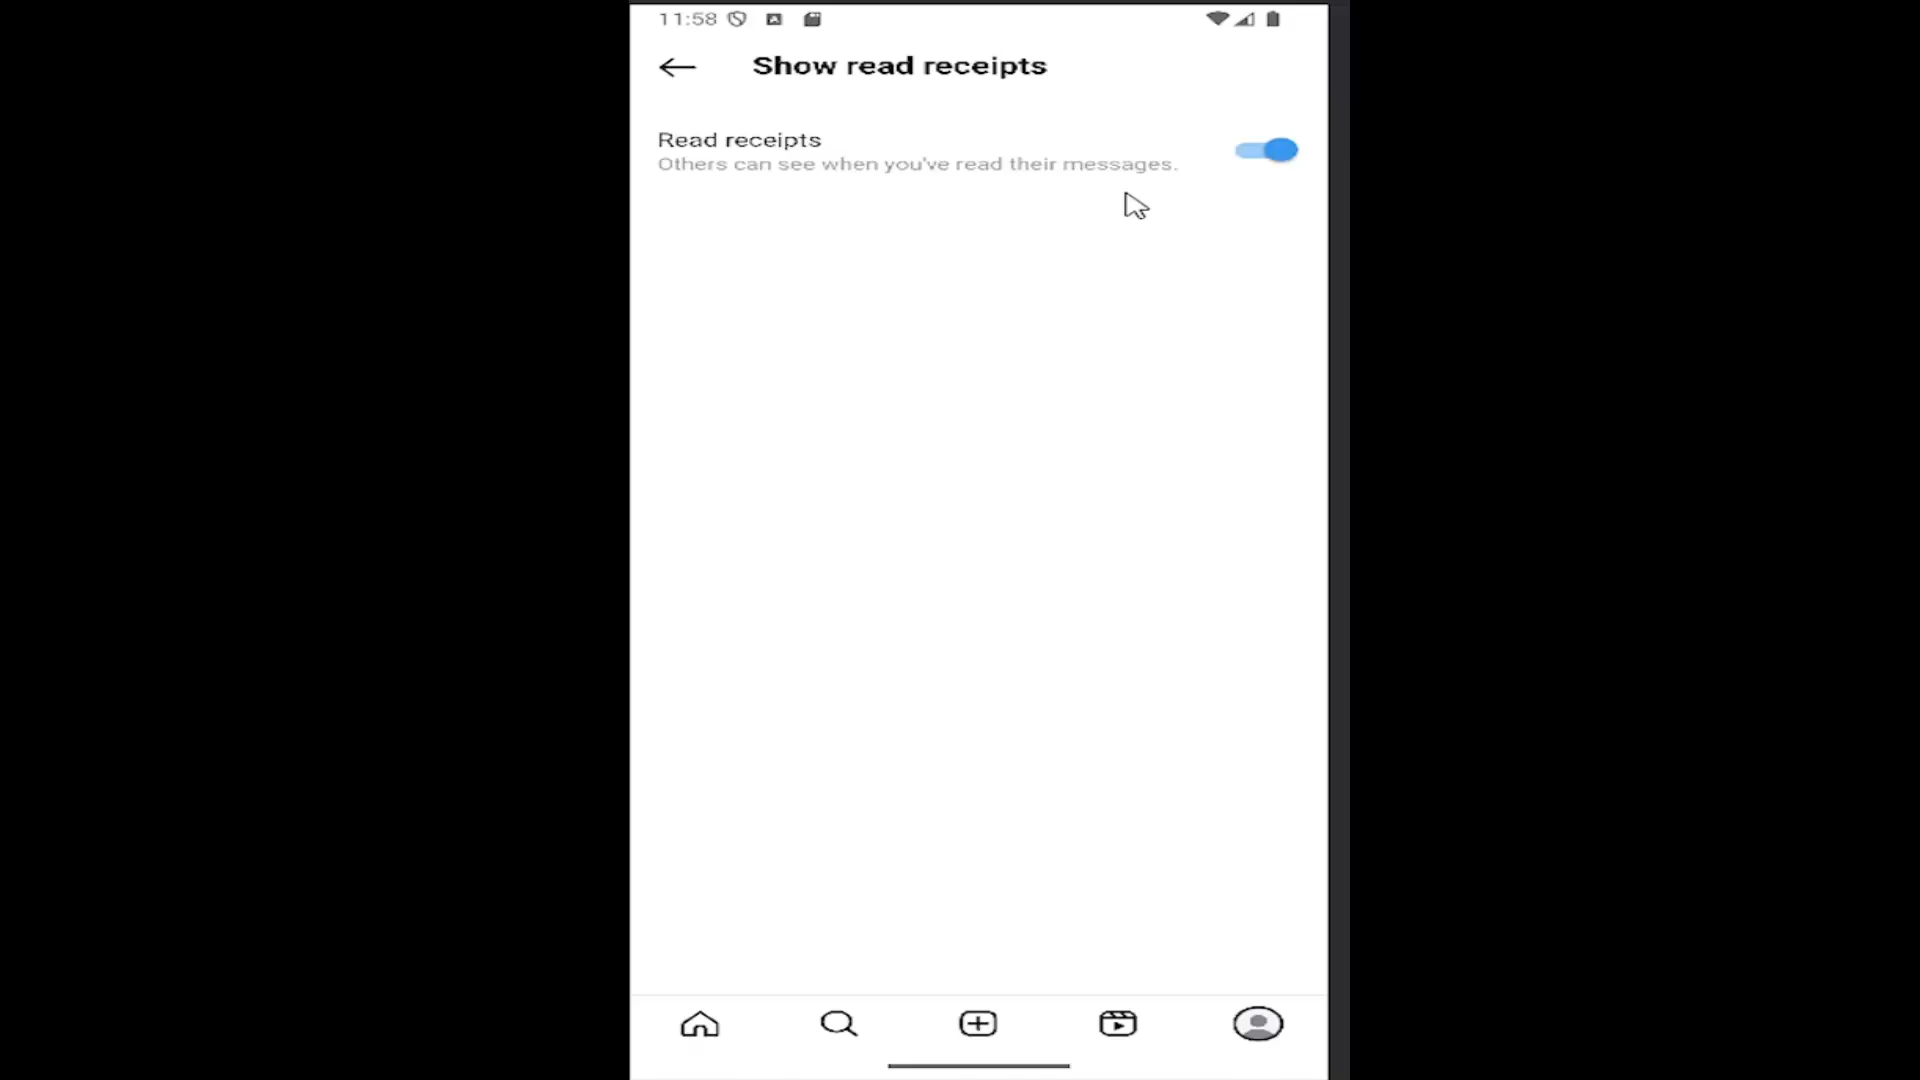 11:58
Show read receipts
Read receipts
Others can see when you've read their messages.